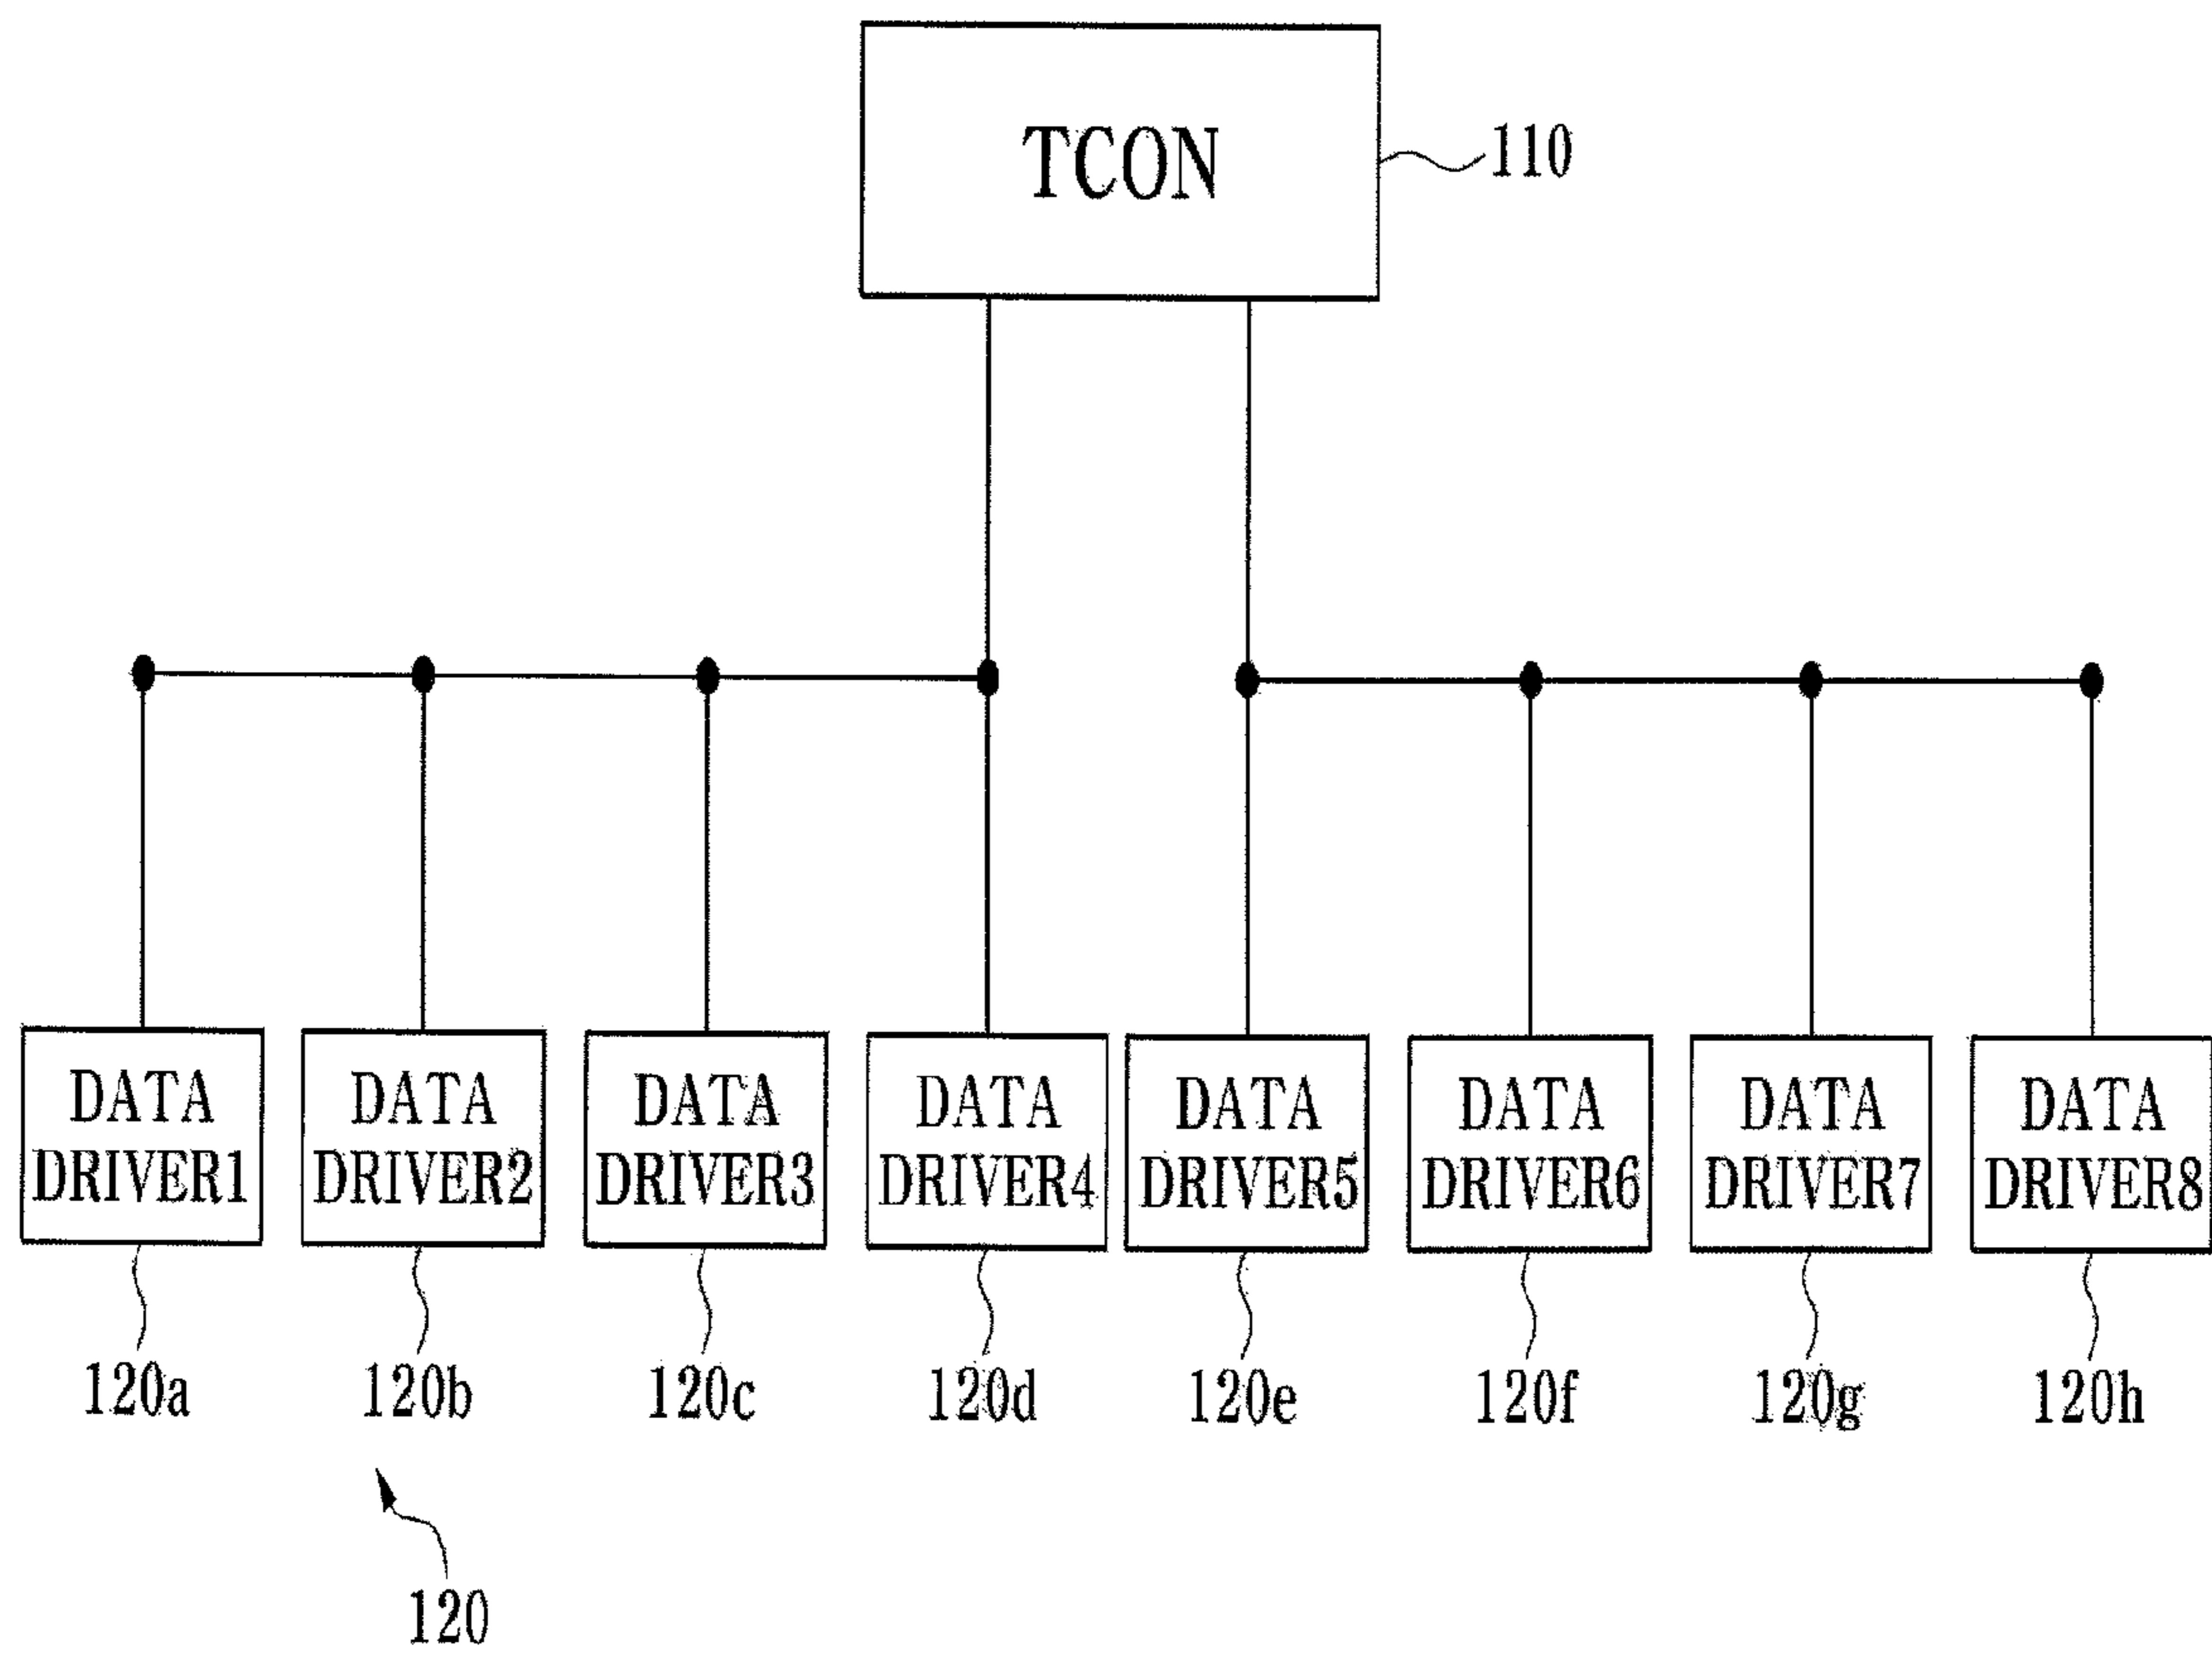 TCON
110
DATA
DRIVER1
DATA
DRIVER2
DATA
DRIVER3
DATA
DRIVER4
DATA
DRIVER5
DATA
DRIVER6
DATA
DRIVER7
DATA
DRIVER8
120a
120b
120c
120d
120e
120f
120g
120h
120